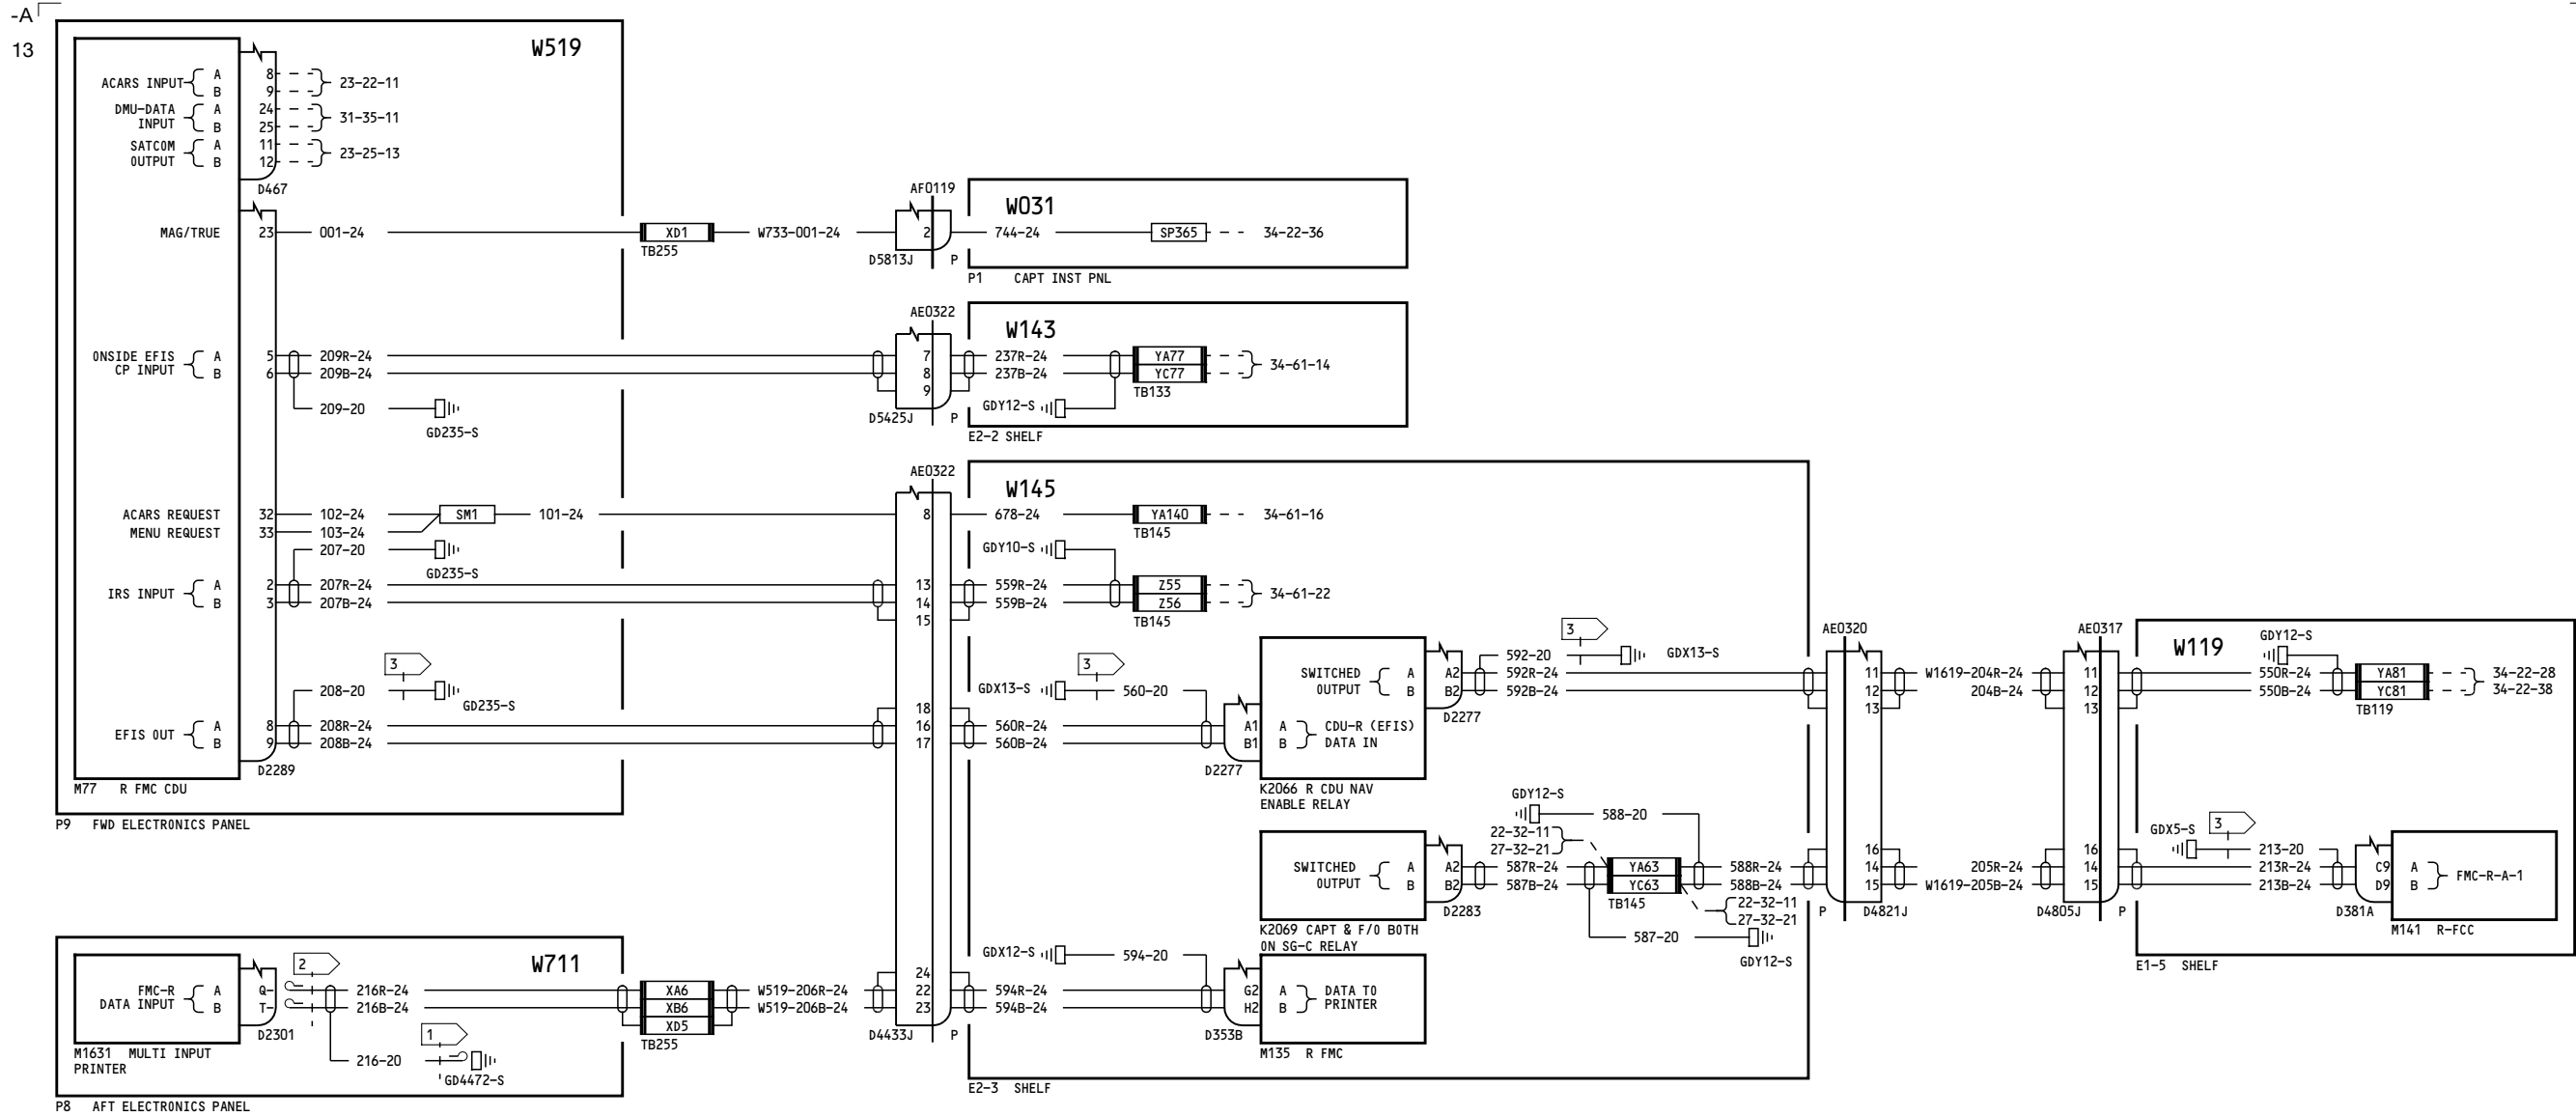 -A
13
W519
ACARS INPUT A 8 23-22-11
B 9
DMU-DATA INPUT A 24 31-35-11
B 25
SATCOM OUTPUT A 11 23-25-13
B 12
D467
MAG/TRUE 23 001-24 XD1 W733-001-24 2 744-24 SP365 34-22-36
TB255
AF0119
W031
D5813J P
P1 CAPT INST PNL
AE0322
W143
ONSIDE EFIS CP INPUT A 5 209R-24 7 237R-24 YA77 34-61-14
B 6 209B-24 8 237B-24 YC77
9
TB133
209-20
GD235-S
GDY12-S
D5425J P
E2-2 SHELF
AE0322
W145
ACARS REQUEST 32 102-24 SM1 101-24 8 678-24 YA140 34-61-16
MENU REQUEST 33 103-24
TB145
207-20
GD235-S
GDY10-S
IRS INPUT A 2 207R-24 13 559R-24 Z55 34-61-22
B 3 207B-24 14 559B-24 Z56
15
TB145
3
208-20
GD235-S
EFIS OUT A 8 208R-24 16 560R-24 A1 A CDU-R (EFIS)
B 9 208B-24 17 560B-24 B1 B DATA IN
18
D2289
M77 R FMC CDU
P9 FWD ELECTRONICS PANEL
3
GDX13-S 560-20
D2277
SWITCHED OUTPUT A A2 592R-24 11 W1619-204R-24 11 550R-24 YA81 34-22-28
B B2 592B-24 12 204B-24 12 550B-24 YC81 34-22-38
13 13
D2277
3
592-20 GDX13-S
K2066 R CDU NAV
ENABLE RELAY
AE0320
AE0317
W119
GDY12-S
TB119
GDY12-S
588-20
22-32-11
27-32-21
SWITCHED OUTPUT A A2 587R-24 YA63 588R-24 14 205R-24 14 213R-24 C9 A FMC-R-A-1
B B2 587B-24 YC63 588B-24 15 W1619-205B-24 15 213B-24 D9 B
16 16
D2283
TB145
22-32-11
27-32-21
587-20
GDY12-S
K2069 CAPT & F/O BOTH
ON SG-C RELAY
P D4821J
D4805J P
GDX5-S
3
213-20
D381A
M141 R-FCC
E1-5 SHELF
W711
2
FMC-R DATA INPUT A Q- 216R-24 XA6 W519-206R-24 22 594R-24 G2 A DATA TO
B T- 216B-24 XB6 W519-206B-24 23 594B-24 H2 B PRINTER
XD5
24
GDX12-S 594-20
D2301
1
216-20
GD4472-S
TB255
D4433J P
D353B
M135 R FMC
M1631 MULTI INPUT
PRINTER
E2-3 SHELF
P8 AFT ELECTRONICS PANEL